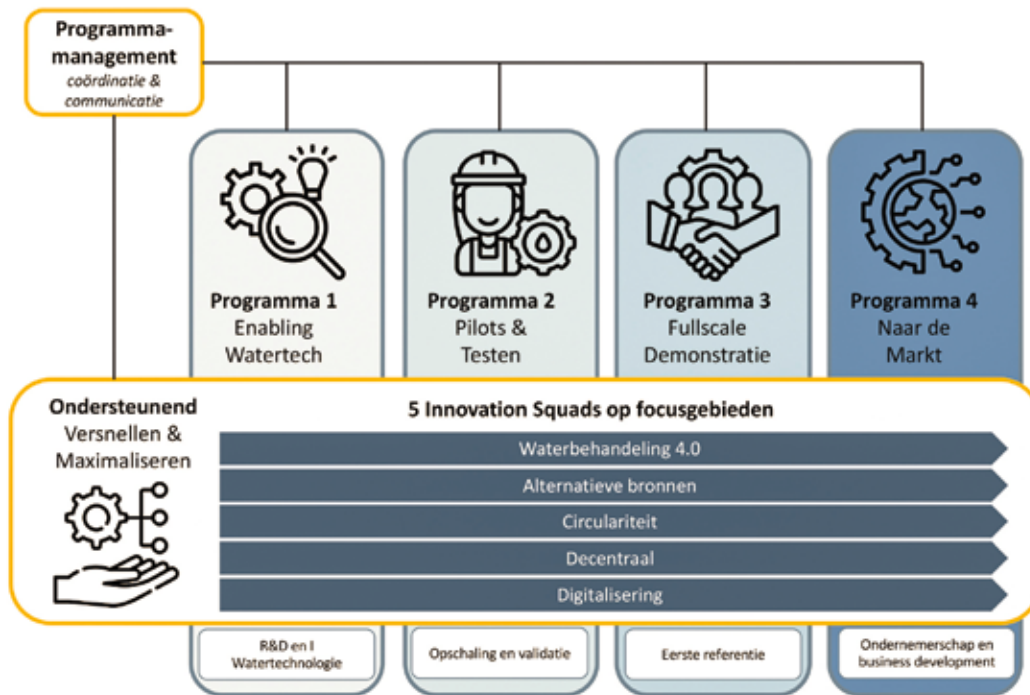 Programma-
management
coördinatie &
communicatie
Programma 1
Enabling
Watertech
Programma 2
Pilots &
Testen
Programma 3
Fullscale
Demonstratie
Programma 4
Naar de
Markt
Ondersteunend
Versnellen &
Maximaliseren
5 Innovation Squads op focusgebieden
Waterbehandeling 4.0
Alternatieve bronnen
Circulariteit
Decentraal
Digitalisering
R&D en I
Watertechnologie
Opschaling en validatie
Eerste referentie
Ondernemerschap en
business development